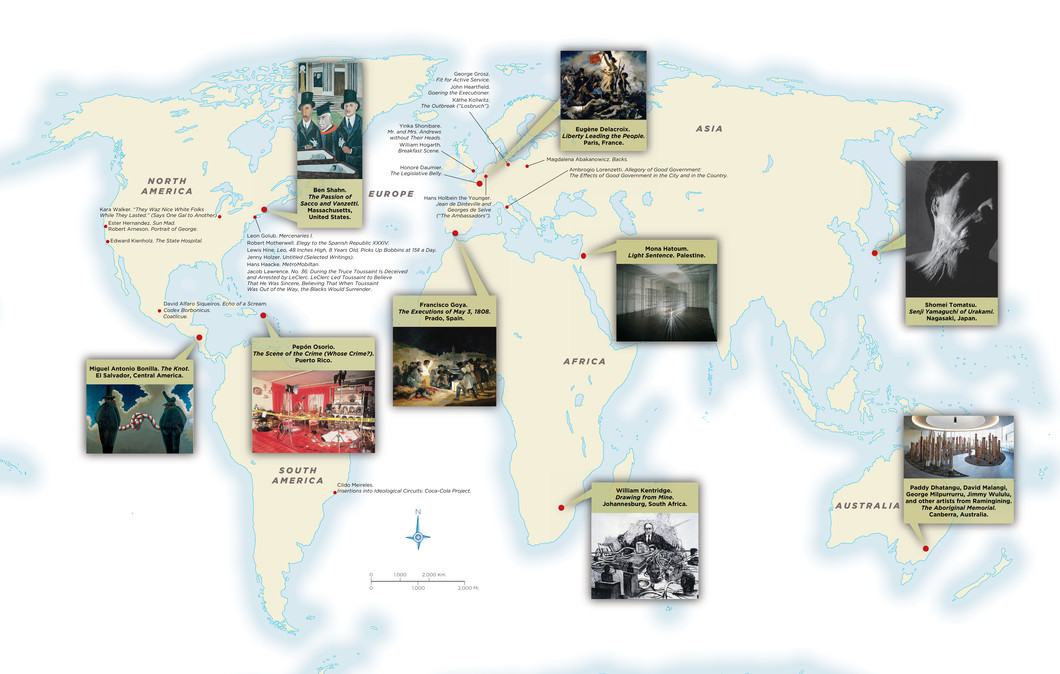 NORTH
AMERICA
EUROPE
ASIA
AFRICA
SOUTH
AMERICA
AUSTRALIA
Ben Shahn.
The Passion of
Sacco and Vanzetti.
Massachusetts,
United States.
George Grosz.
Fit for Active Service.
John Heartfield.
Goering the Executioner.
Käthe Kollwitz.
The Outbreak ("Losbruch").
Yinka Shonibare.
Mr. and Mrs. Andrews
without Their Heads.
William Hogarth.
Breakfast Scene.
Honoré Daumier.
The Legislative Belly.
Eugène Delacroix.
Liberty Leading the People.
Paris, France.
Magdalena Abakanowicz. Backs.
Ambrogio Lorenzetti. Allegory of Good Government:
The Effects of Good Government in the City and in the Country.
Hans Holbein the Younger.
Jean de Dinteville and
Georges de Selve
("The Ambassadors").
Kara Walker. "They Waz Nice White Folks
While They Lasted." (Says One Gal to Another).
Ester Hernandez. Sun Mad.
Robert Arneson. Portrait of George.
Edward Kienholz. The State Hospital.
Leon Golub. Mercenaries I.
Robert Motherwell. Elegy to the Spanish Republic XXXIV.
Lewis Hine. Leo, 48 Inches High, 8 Years Old, Picks Up Bobbins at 15¢ a Day.
Jenny Holzer. Untitled (Selected Writings).
Hans Haacke. MetroMobiltan.
Jacob Lawrence. No. 36: During the Truce Toussaint Is Deceived
and Arrested by LeClerc. LeClerc Led Toussaint to Believe
That He Was Sincere, Believing That When Toussaint
Was Out of the Way, the Blacks Would Surrender.
David Alfaro Siqueiros. Echo of a Scream.
Codex Borbonicus.
Coatlicue.
Miguel Antonio Bonilla. The Knot.
El Salvador, Central America.
Pepón Osorio.
The Scene of the Crime (Whose Crime?).
Puerto Rico.
Francisco Goya.
The Executions of May 3, 1808.
Prado, Spain.
Mona Hatoum.
Light Sentence. Palestine.
Shomei Tomatsu.
Senji Yamaguchi of Urakami.
Nagasaki, Japan.
Cildo Meireles.
Insertions into Ideological Circuits: Coca-Cola Project.
William Kentridge.
Drawing from Mine.
Johannesburg, South Africa.
Paddy Dhatangu, David Malangi,
George Milpurrurru, Jimmy Wululu,
and other artists from Ramingining.
The Aboriginal Memorial.
Canberra, Australia.
N
0 1,000 2,000 Km.
0 1,000 2,000 Mi.